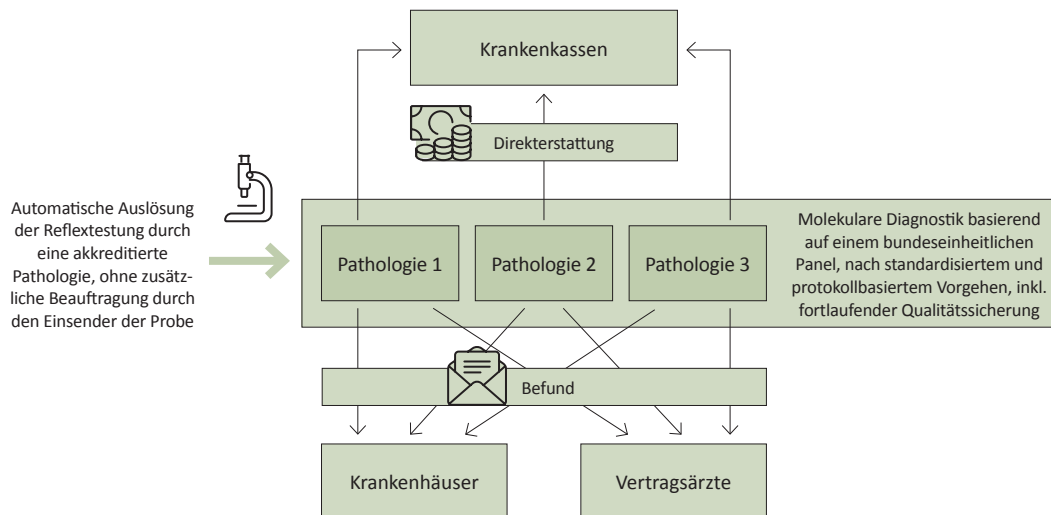 Krankenkassen
Direkterstattung
Automatische Auslösung
der Reflextestung durch
eine akkreditierte
Pathologie, ohne zusätz-
liche Beauftragung durch
den Einsender der Probe
Pathologie 1
Pathologie 2
Pathologie 3
Molekulare Diagnostik basierend
auf einem bundeseinheitlichen
Panel, nach standardisiertem und
protokollbasiertem Vorgehen, inkl.
fortlaufender Qualitätssicherung
Befund
Krankenhäuser
Vertragsärzte